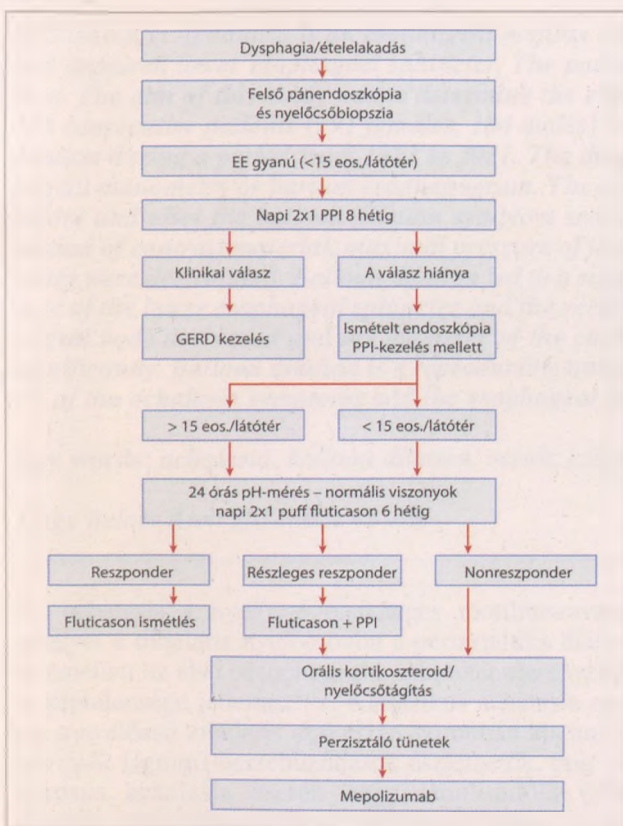 Dysphagia/ételelakadás
Felső pánendoszkópia
és nyelőcsőbiopszia
EE gyanú (<15 eos./látótér)
Napi 2x1 PPI 8 hétig
Klinikai válasz
A válasz hiánya
GERD kezelés
Ismételt endoszkópia
PPI-kezelés mellett
> 15 eos./látótér
< 15 eos./látótér
24 órás pH-mérés – normális viszonyok
napi 2x1 puff fluticason 6 hétig
Reszponder
Részleges reszponder
Nonreszponder
Fluticason ismétlés
Fluticason + PPI
Orális kortikoszteroid/
nyelőcsőtágítás
Perzisztáló tünetek
Mepolizumab